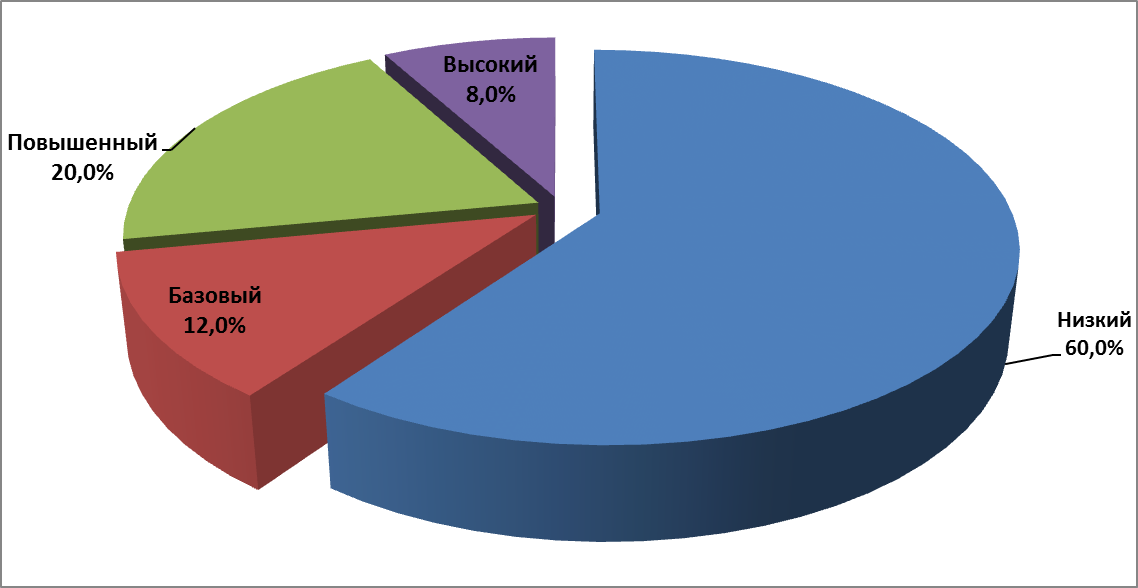 Высокий
8,0%
Повышенный
20,0%
Базовый
12,0%
Низкий
60,0%